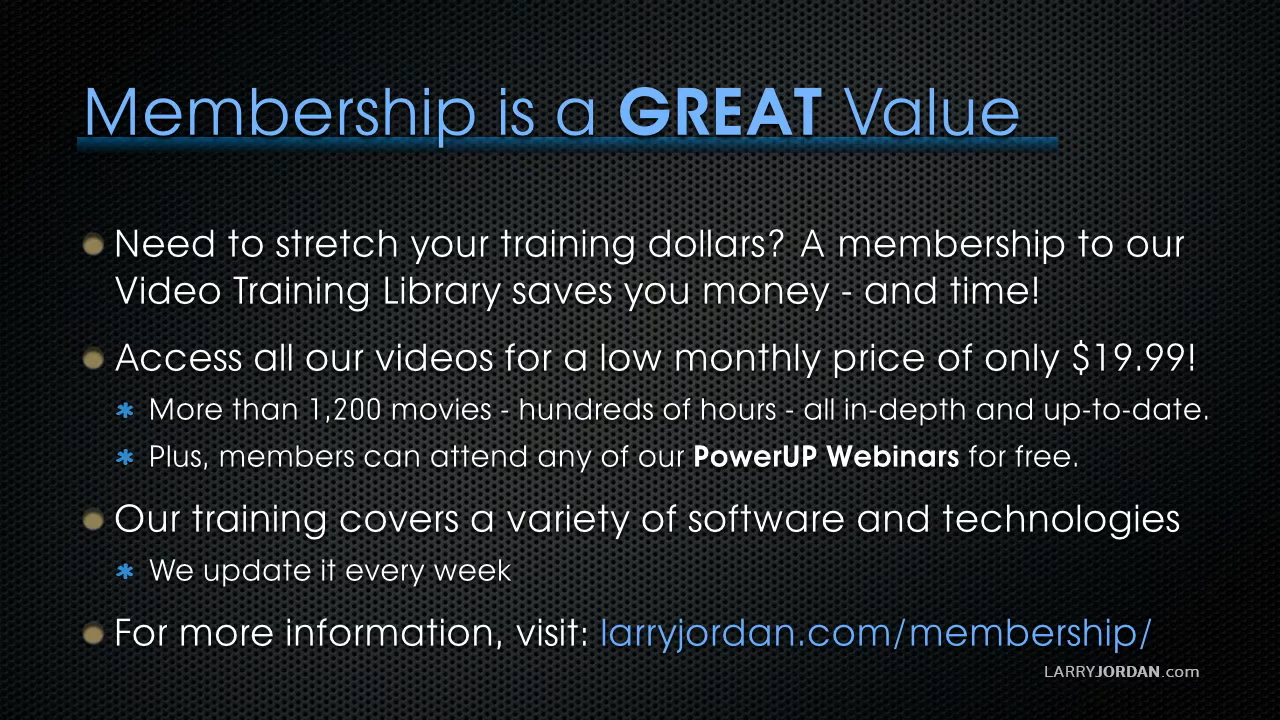 Membership is a GREAT Value
Need to stretch your training dollars? A membership to our
Video Training Library saves you money - and time!
Access all our videos for a low monthly price of only $19.99!
More than 1,200 movies - hundreds of hours - all in-depth and up-to-date.
Plus, members can attend any of our PowerUP Webinars for free.
Our training covers a variety of software and technologies
We update it every week
For more information, visit: larryjordan.com/membership/
LARRYJORDAN.com